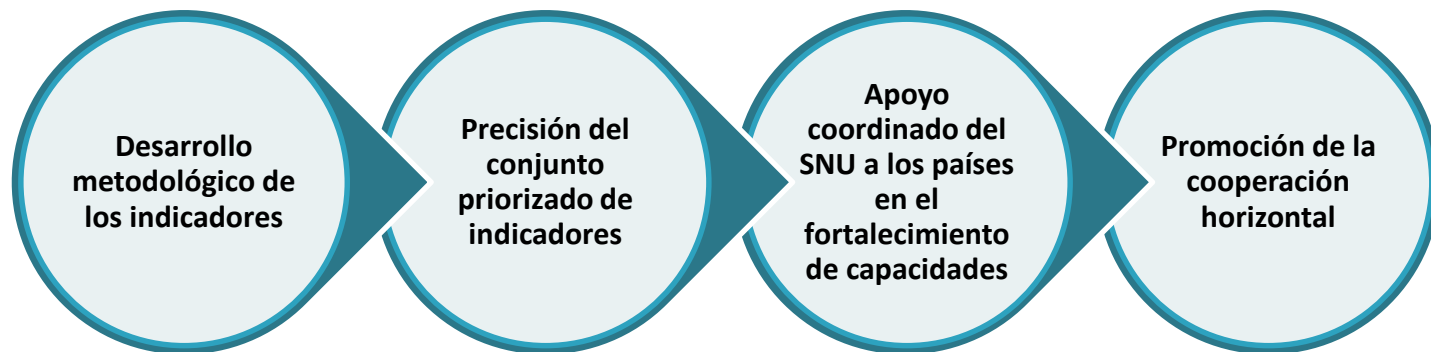 Desarrollo
metodológico de
los indicadores
Precisión del
conjunto
priorizado de
indicadores
Apoyo
coordinado del
SNU a los países
en el
fortalecimiento
de capacidades
Promoción de la
cooperación
horizontal